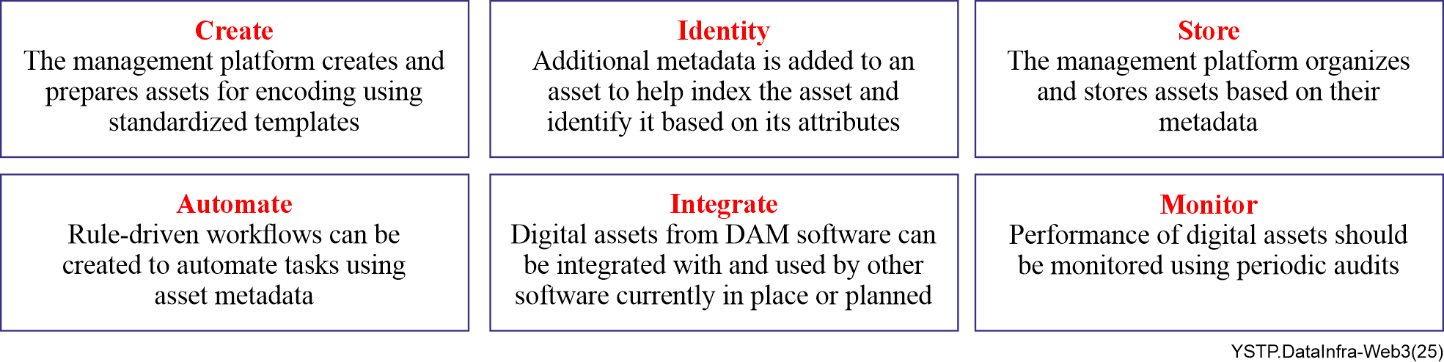 Create
The management platform creates and
prepares assets for encoding using
standardized templates
Identity
Additional metadata is added to an
asset to help index the asset and
identify it based on its attributes
Store
The management platform organizes
and stores assets based on their
metadata
Automate
Rule-driven workflows can be
created to automate tasks using
asset metadata
Integrate
Digital assets from DAM software can
be integrated with and used by other
software currently in place or planned
Monitor
Performance of digital assets should
be monitored using periodic audits
YSTP.DataInfra-Web3(25)